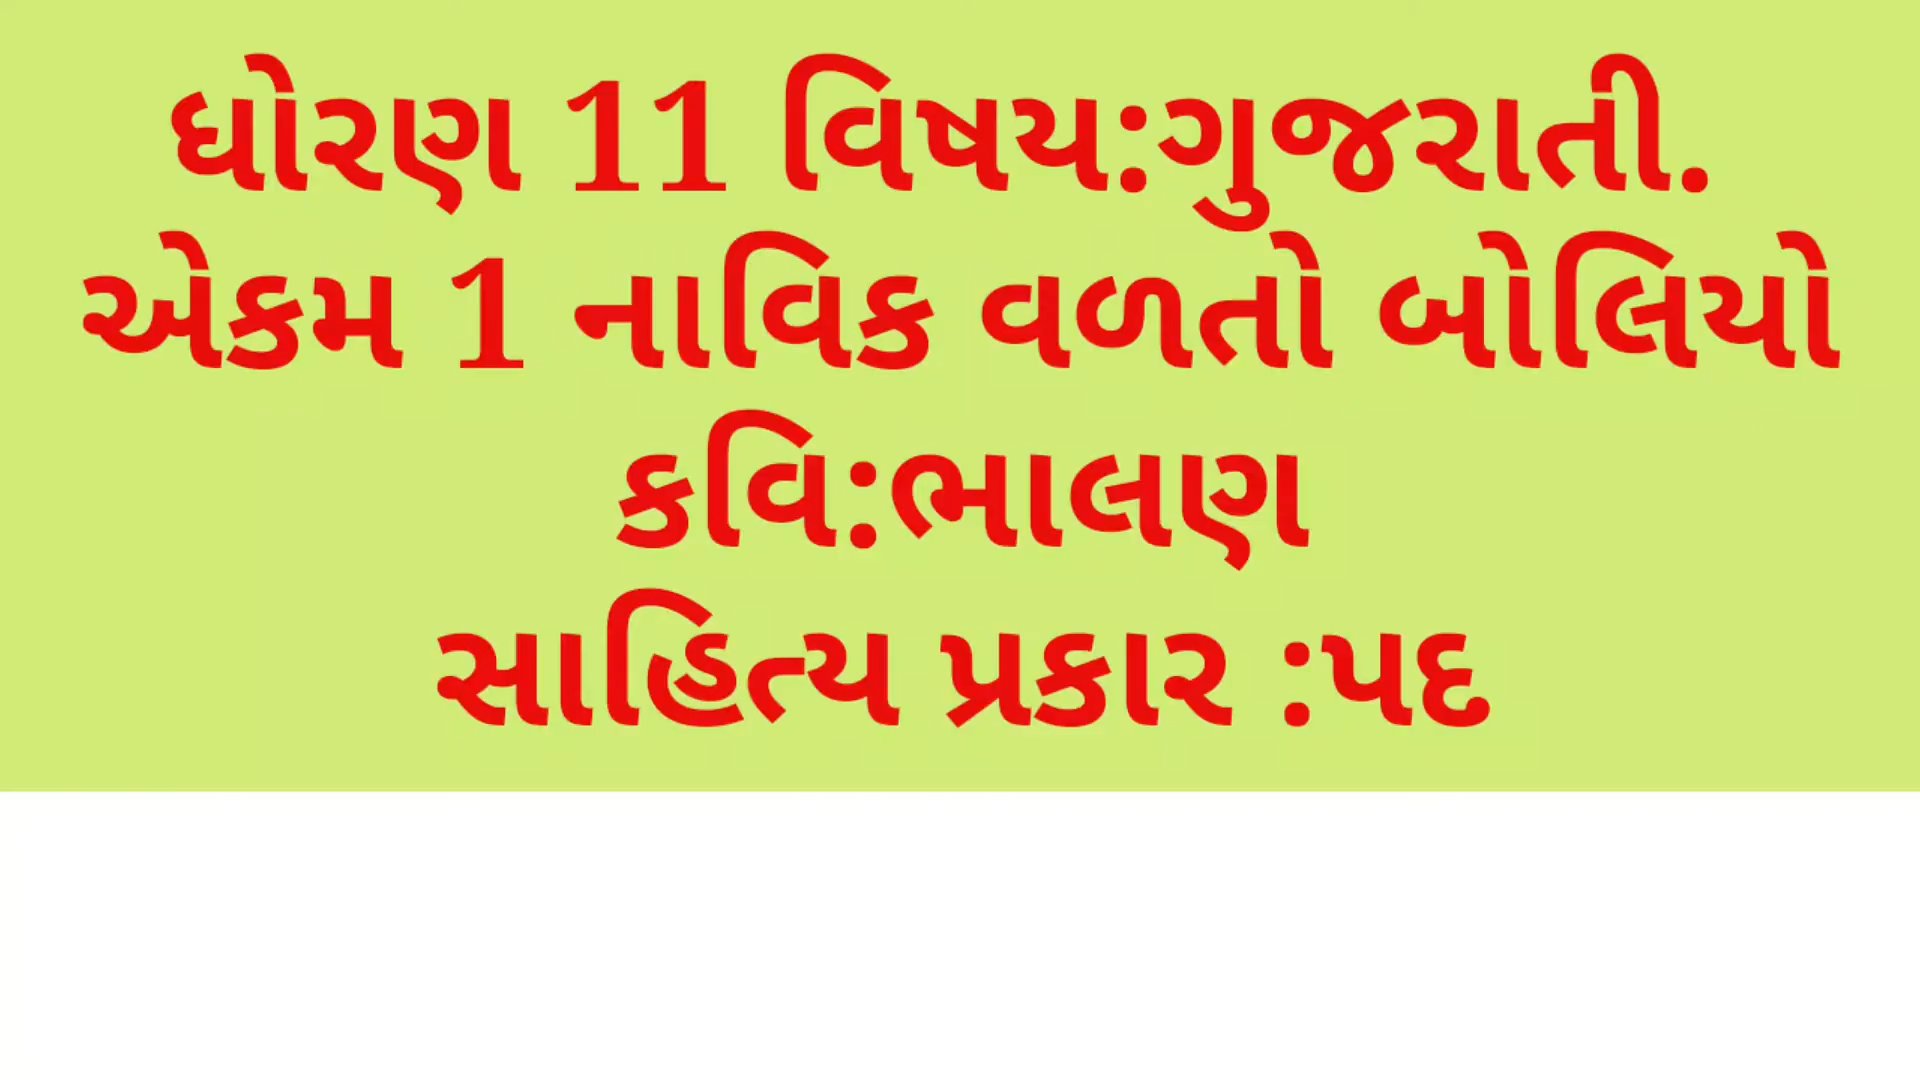 ધોરણ 11 વિષય:ગુજરાતી.
એકમ 1 નાવિક વળતો બોલિયો
કવિ:ભાલણ
સાહિત્ય પ્રકાર :પદ